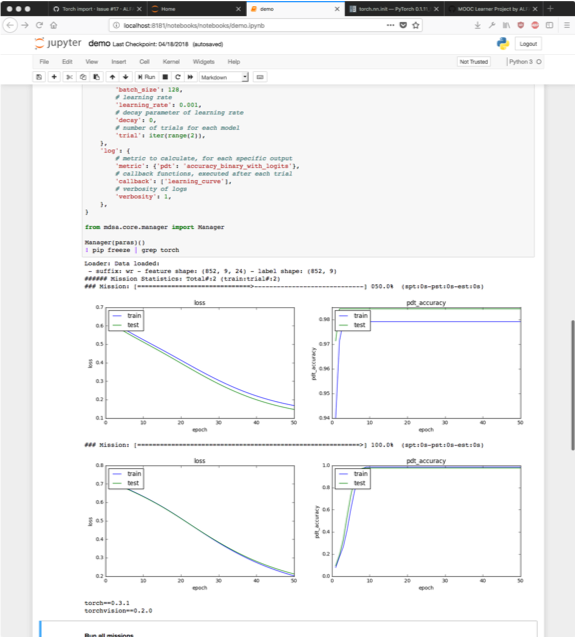 Torch import · Issue #17 · AL
Home
demo
torch.nn.init — PyTorch 0.1.1
MOOC Learner Project by AL
localhost:8181/notebooks/notebooks/demo.ipynb
jupyter demo Last Checkpoint: 04/18/2018 (autosaved)
Logout
File Edit View Insert Cell Kernel Widgets Help
Not Trusted
Python 3
Run
Markdown
'batch_size': 128,
# learning rate
'learning_rate': 0.001,
# decay parameter of learning rate
'decay': 0,
# number of trials for each model
'trial': iter(range(2)),
},
'log': {
# metric to calculate, for each specific output
'metric': {'pdt': 'accuracy_binary_with_logits'},
# callback functions, executed after each trial
'callback': ['learning_curve'],
# verbosity of logs
'verbosity': 1,
},
}
from mdsa.core.manager import Manager
Manager(paras)()
! pip freeze | grep torch
Loader: Data loaded:
- suffix: wr - feature shape: (852, 9, 24) - label shape: (852, 9)
###### Mission Statistics: Total#:2 (train:trial#:2)
### Mission: [==============================>------------------------------] 050.0% (spt:0s-pst:0s-est:0s)
loss
train
test
0.7
0.6
0.5
0.4
0.3
0.2
0.1
loss
0 10 20 30 40 50
epoch
pdt_accuracy
train
test
0.98
0.97
0.96
0.95
0.94
pdt_accuracy
0 10 20 30 40 50
epoch
### Mission: [============================================================>] 100.0% (spt:0s-pst:0s-est:0s)
loss
train
test
0.8
0.7
0.6
0.5
0.4
0.3
0.2
loss
0 10 20 30 40 50
epoch
pdt_accuracy
train
test
1.0
0.8
0.6
0.4
0.2
0.0
pdt_accuracy
0 10 20 30 40 50
epoch
torch==0.3.1
torchvision==0.2.0
Run all missions